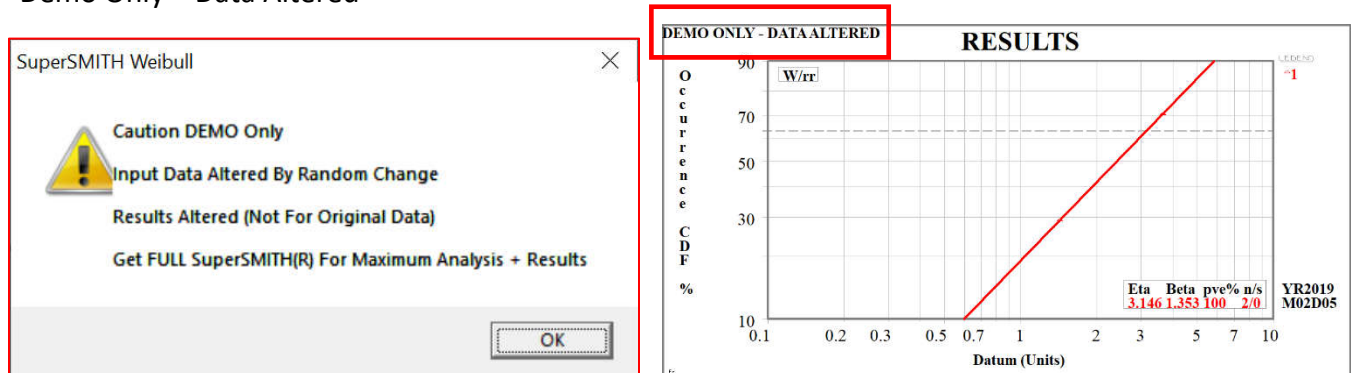 Demo Only – Data Altered
SuperSMITH Weibull
Caution DEMO Only
Input Data Altered By Random Change
Results Altered (Not For Original Data)
Get FULL SuperSMITH(R) For Maximum Analysis + Results
OK
DEMO ONLY - DATA ALTERED
RESULTS
LEGEND
1
W/rr
Occurrence CDF %
90
70
50
30
10
Eta Beta pve% n/s
3.146 1.353 100 2/0
YR2019
M02D05
0.1 0.2 0.3 0.5 0.7 1 2 3 5 7 10
Datum (Units)